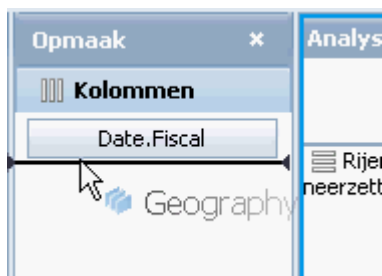 Opmaak
Analys
Kolommen
Date.Fiscal
Geography
Rijen
neerzett